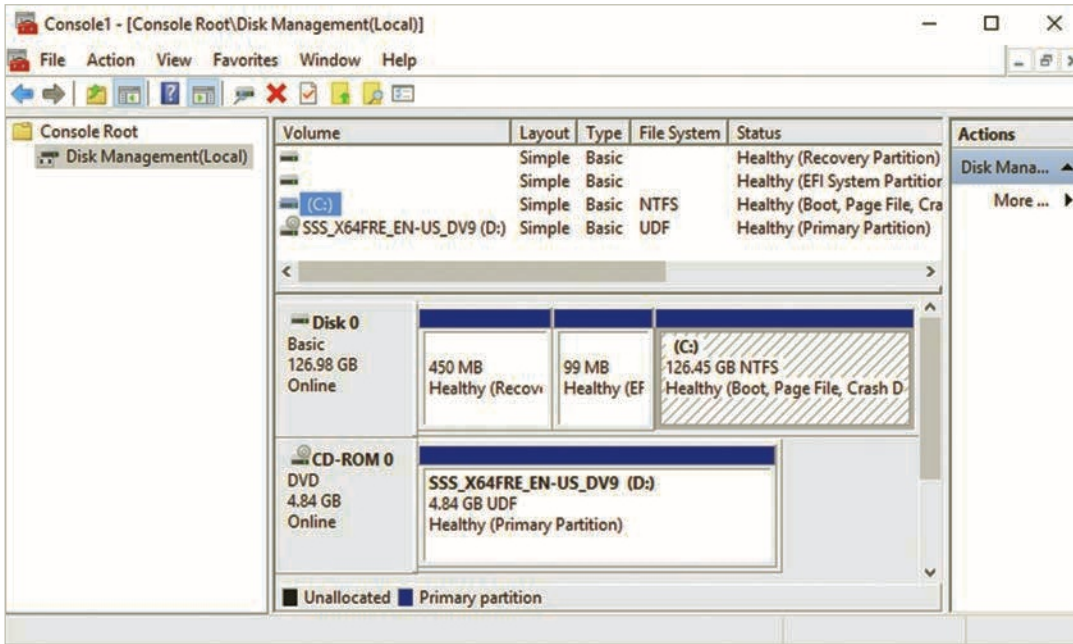 Console1 - [Console Root\Disk Management(Local)]
File Action View Favorites Window Help
Console Root
Disk Management(Local)
Volume Layout Type File System Status
Simple Basic Healthy (Recovery Partition)
Simple Basic Healthy (EFI System Partition
(C:) Simple Basic NTFS Healthy (Boot, Page File, Cra
SSS_X64FRE_EN-US_DV9 (D:) Simple Basic UDF Healthy (Primary Partition)
Actions
Disk Mana...
More ...
Disk 0
Basic
126.98 GB
Online
450 MB
Healthy (Recov
99 MB
Healthy (EF
(C:)
126.45 GB NTFS
Healthy (Boot, Page File, Crash D
CD-ROM 0
DVD
4.84 GB
Online
SSS_X64FRE_EN-US_DV9 (D:)
4.84 GB UDF
Healthy (Primary Partition)
Unallocated Primary partition